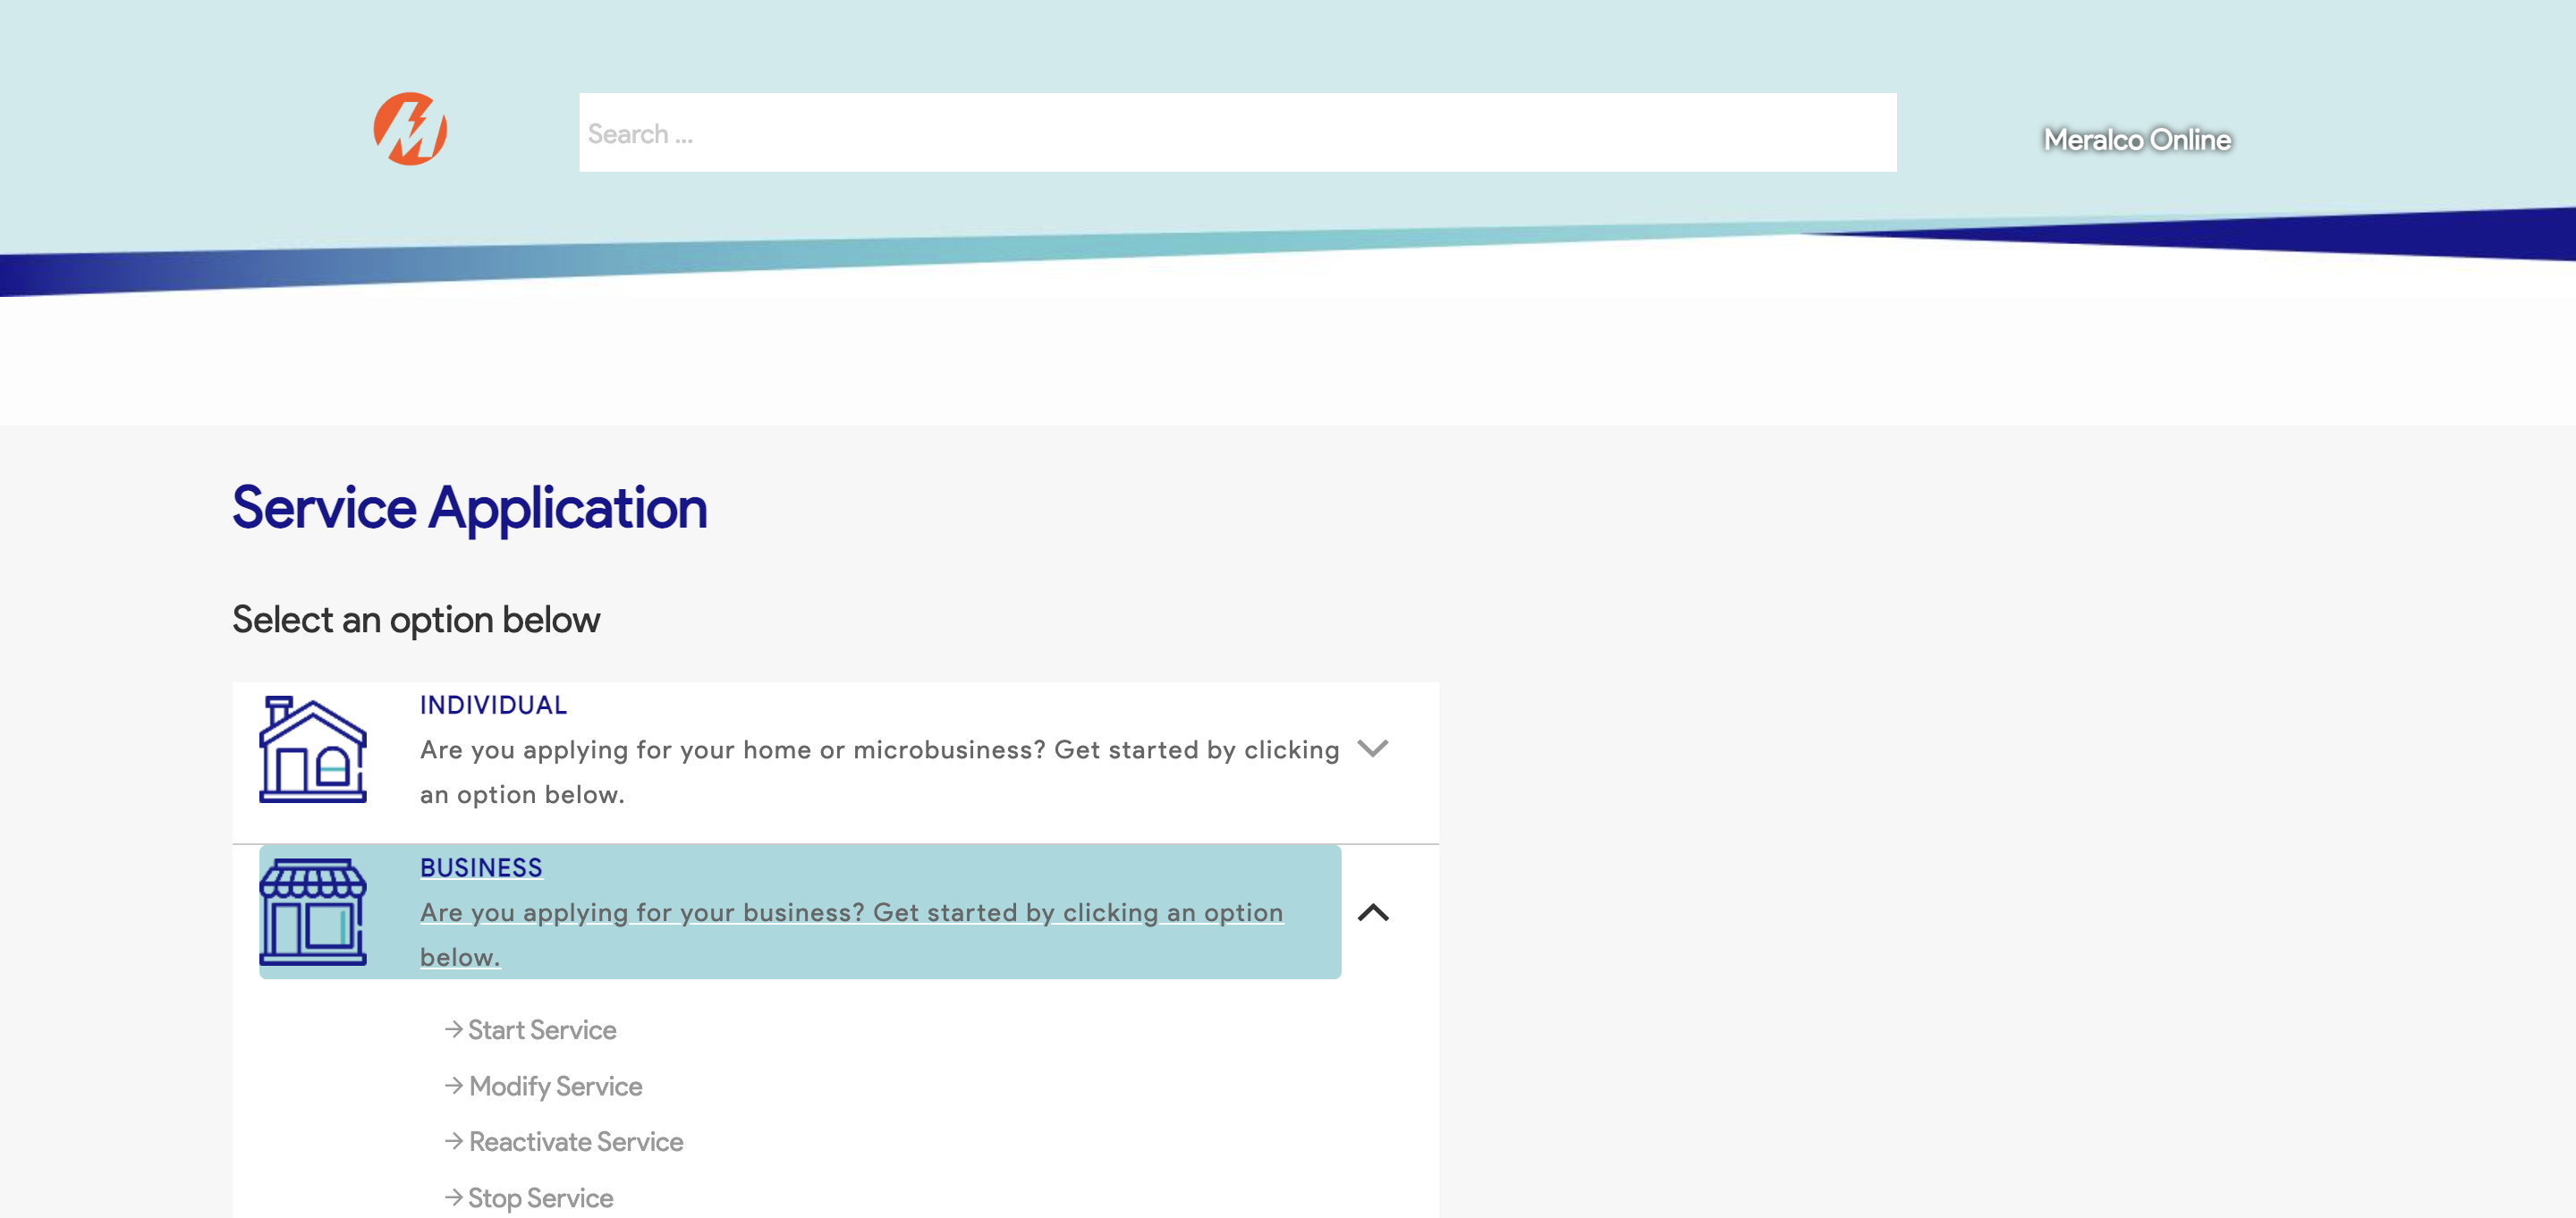 Search ...
Meralco Online
Service Application
Select an option below
INDIVIDUAL
Are you applying for your home or microbusiness? Get started by clicking
an option below.
BUSINESS
Are you applying for your business? Get started by clicking an option
below.
→ Start Service
→ Modify Service
→ Reactivate Service
→ Stop Service